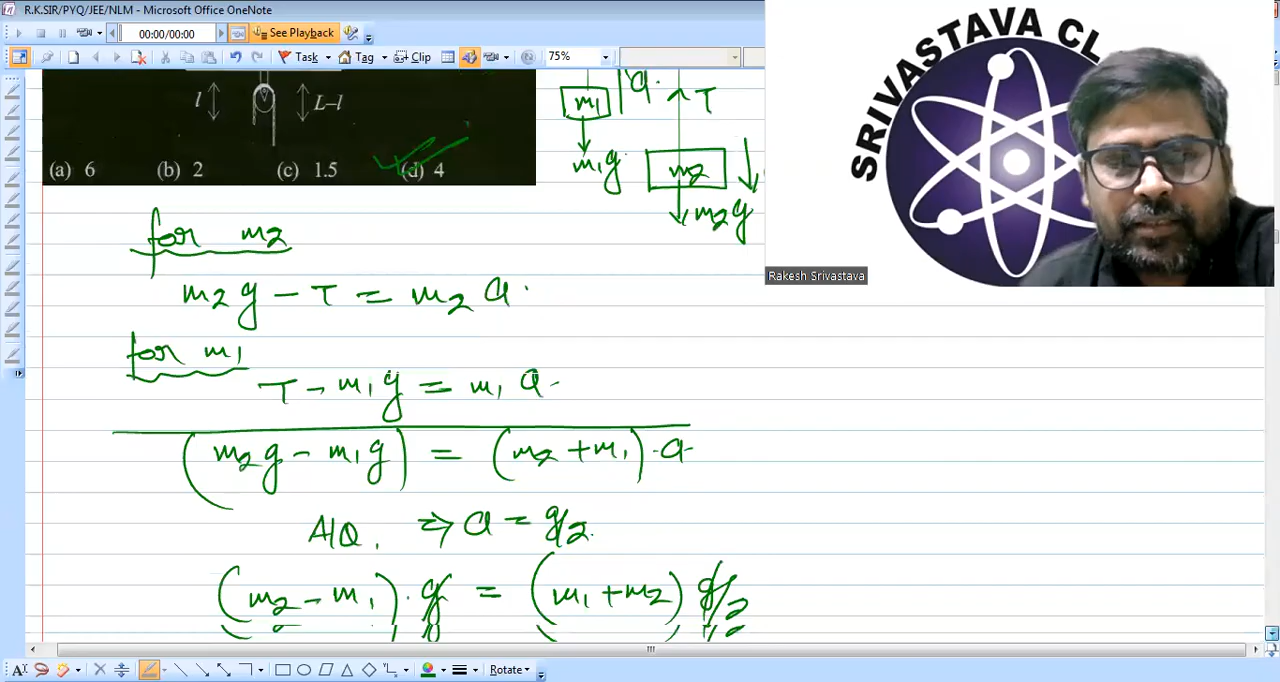 R.K.SIR/PYQ/JEE/NLM - Microsoft Office OneNote
00:00/00:00 See Playback
75% Task Tag Clip
l L–l
(a) 6 (b) 2 (c) 1.5 (d) 4
m1 a. T
m1g m2
m2g
SRIVASTAVA CL
Rakesh Srivastava
for m2
m2g – T = m2 a.
for m1
T – m1g = m1 a.
(m2g – m1g) = (m2 + m1) . a
A/Q, ⇒ a = g/2.
(m2 – m1) . g = (m1 + m2) g/2
Rotate